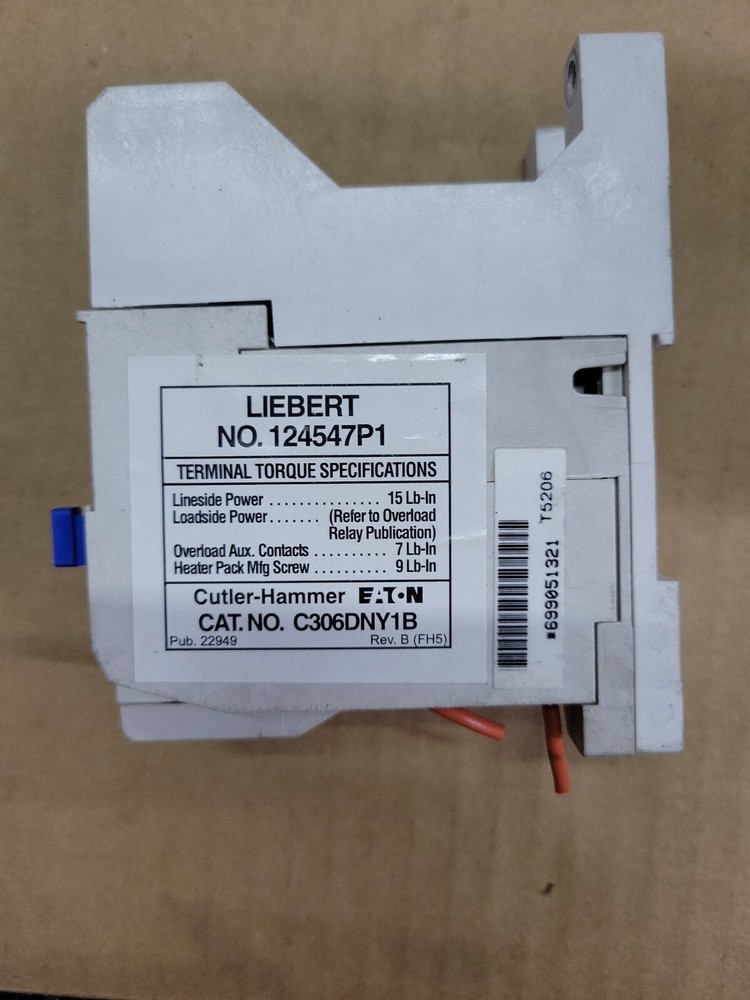 LIEBERT
NO. 124547P1
TERMINAL TORQUE SPECIFICATIONS
Lineside Power ............... 15 Lb-In
Loadside Power....... (Refer to Overload
Relay Publication)
Overload Aux. Contacts .......... 7 Lb-In
Heater Pack Mfg Screw .......... 9 Lb-In
Cutler-Hammer EATON
CAT. NO. C306DNY1B
Pub. 22949 Rev. B (FH5)
*699051321 T5206